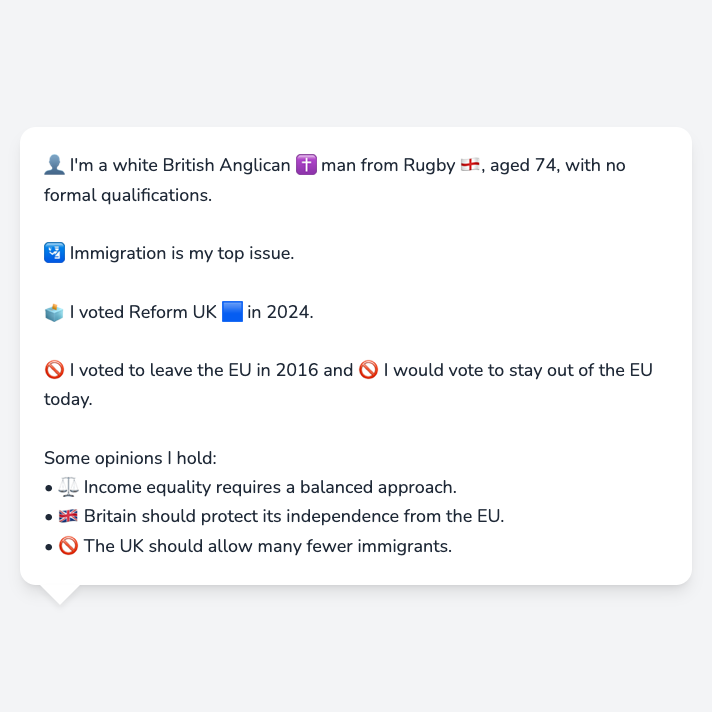 👤 I'm a white British Anglican ✝️ man from Rugby 🏴󠁧󠁢󠁥󠁮󠁧󠁿, aged 74, with no
formal qualifications.
🛂 Immigration is my top issue.
🗳️ I voted Reform UK 🟦 in 2024.
🚫 I voted to leave the EU in 2016 and 🚫 I would vote to stay out of the EU
today.
Some opinions I hold:
• ⚖️ Income equality requires a balanced approach.
• 🇬🇧 Britain should protect its independence from the EU.
• 🚫 The UK should allow many fewer immigrants.